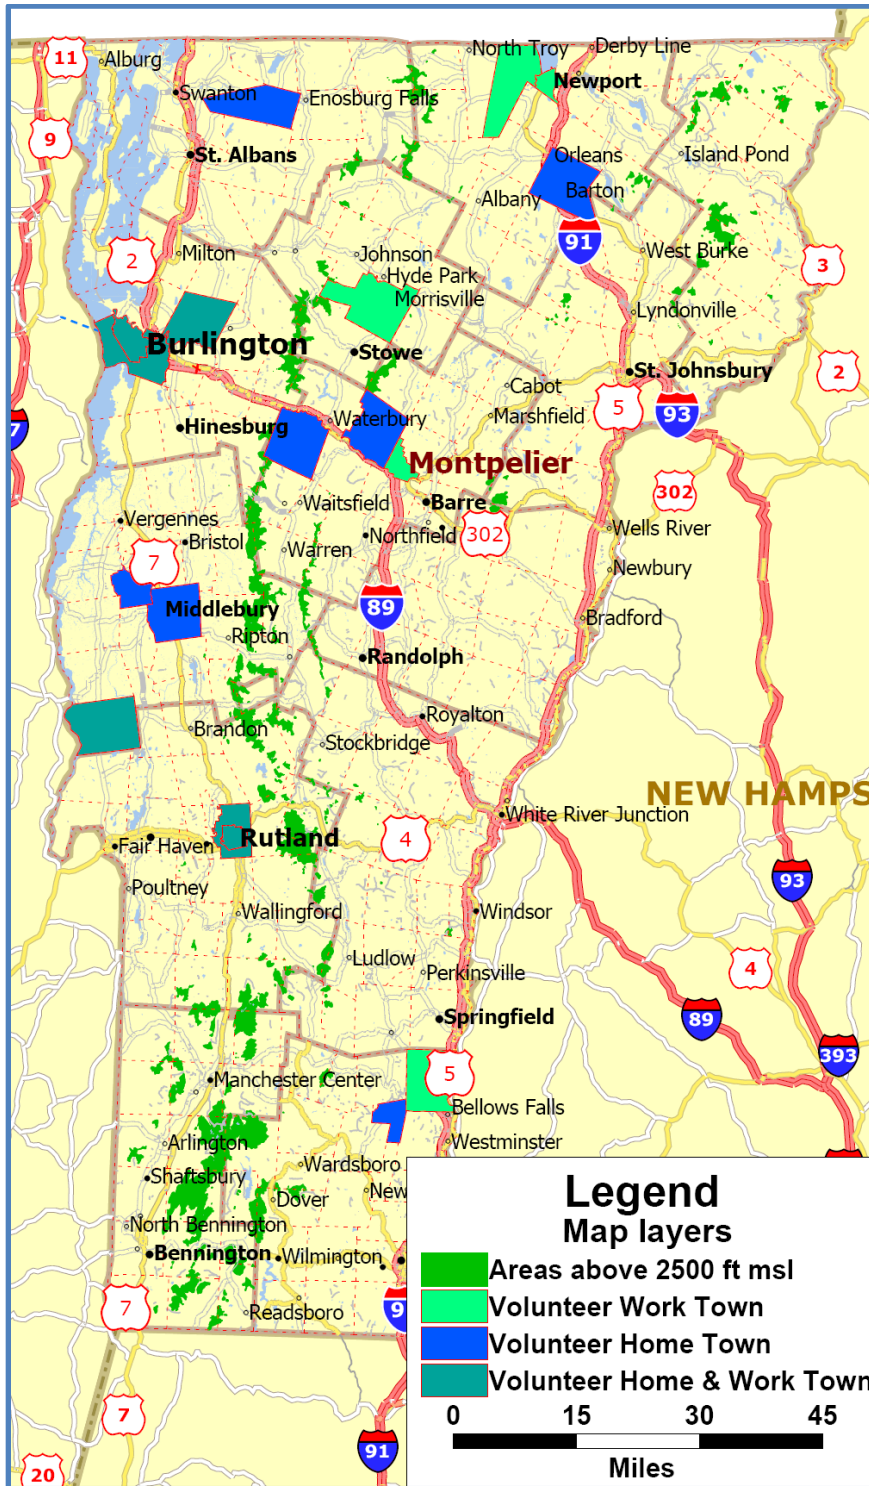 North Troy
Derby Line
11
Alburg
Newport
Swanton
Enosburg Falls
9
St. Albans
Orleans
Island Pond
Barton
Albany
91
2
Milton
Johnson
West Burke
3
Hyde Park
Morrisville
Lyndonville
Burlington
Stowe
St. Johnsbury
2
Cabot
5
93
Waterbury
Marshfield
7
Hinesburg
Montpelier
302
Waitsfield
Barre
Vergennes
Wells River
Bristol
Northfield
302
Warren
7
Newbury
Middlebury
89
Bradford
Ripton
Randolph
Royalton
Brandon
Stockbridge
NEW HAMPS
White River Junction
Rutland
4
Fair Haven
93
Poultney
Wallingford
Windsor
Ludlow
4
Perkinsville
Springfield
89
393
5
Manchester Center
Bellows Falls
Arlington
Westminster
Wardsboro
Shaftsbury
New
Dover
North Bennington
Bennington
Wilmington
7
9
Readsboro
7
91
20
Legend
Map layers
Areas above 2500 ft msl
Volunteer Work Town
Volunteer Home Town
Volunteer Home & Work Town
0 15 30 45
Miles